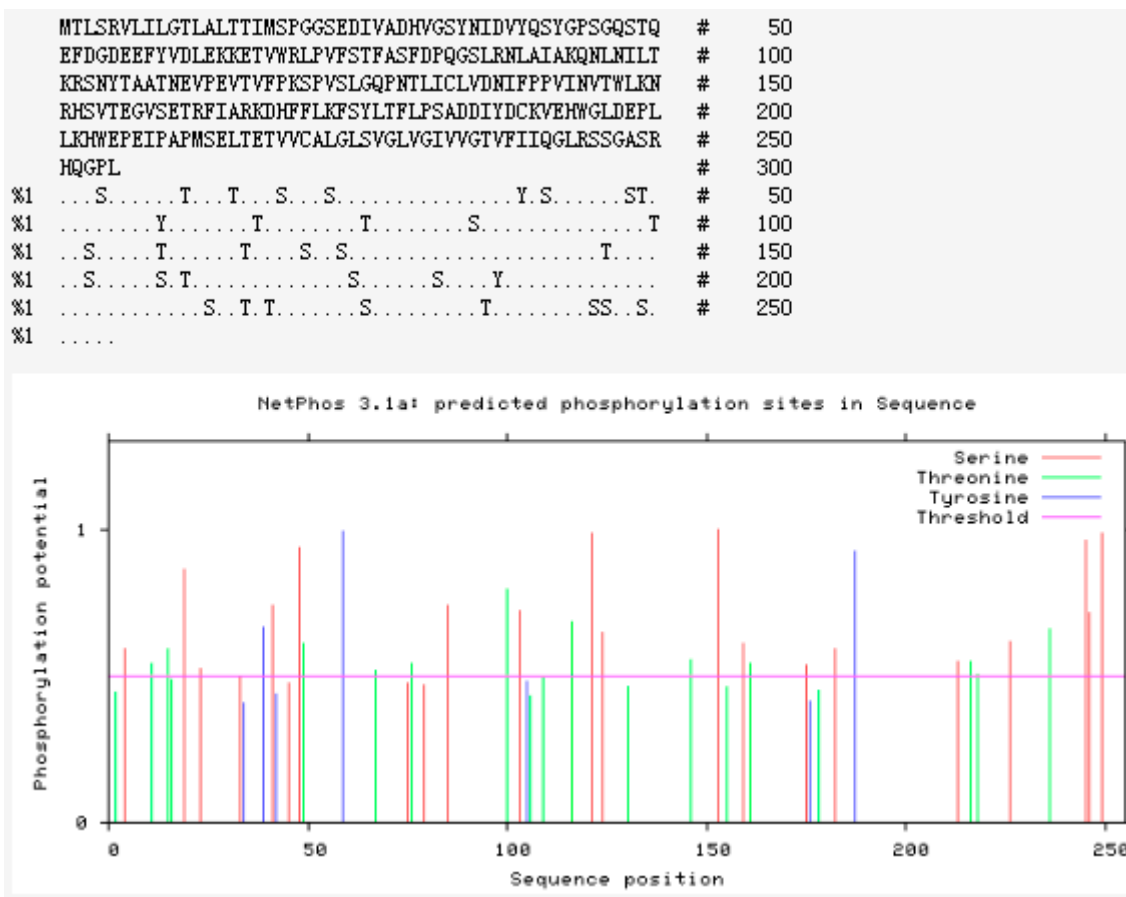 MTLSRVLILGTLALTTIMSPGGSEDIVADHVGSYNIDVYQSYGPSGQSTQ # 50
EFDGDEEFYVDLEKKETVWRLPVFSTFASFDPQGSLRNLAIAKQNLNILT # 100
KRSNYTAATNEVPEVTVFPKSPVSLGQPNTLICLVDNIFPPVINVTWLKN # 150
RHSVTEGVSETRFIARKDHFFLKFSYLTFLPSADDIYDCKVEHWGLDEPL # 200
LKHWEPEIPAPMSELTETVVCALGLSVGLVGIVVGTVFIIQGLRSSGASR # 250
HQGPL # 300
%1 ...S......T...T...S...S...............Y.S......ST. # 50
%1 ........Y.......T........T........S..............T # 100
%1 ..S.....T......T....S..S.....................T.... # 150
%1 ..S.....S.T.............S......S....Y............. # 200
%1 ............S..T.T.......S.........T........SS..S. # 250
%1 .....
NetPhos 3.1a: predicted phosphorylation sites in Sequence
Serine
Threonine
Tyrosine
Threshold
Phosphorylation potential
1
0
0 50 100 150 200 250
Sequence position